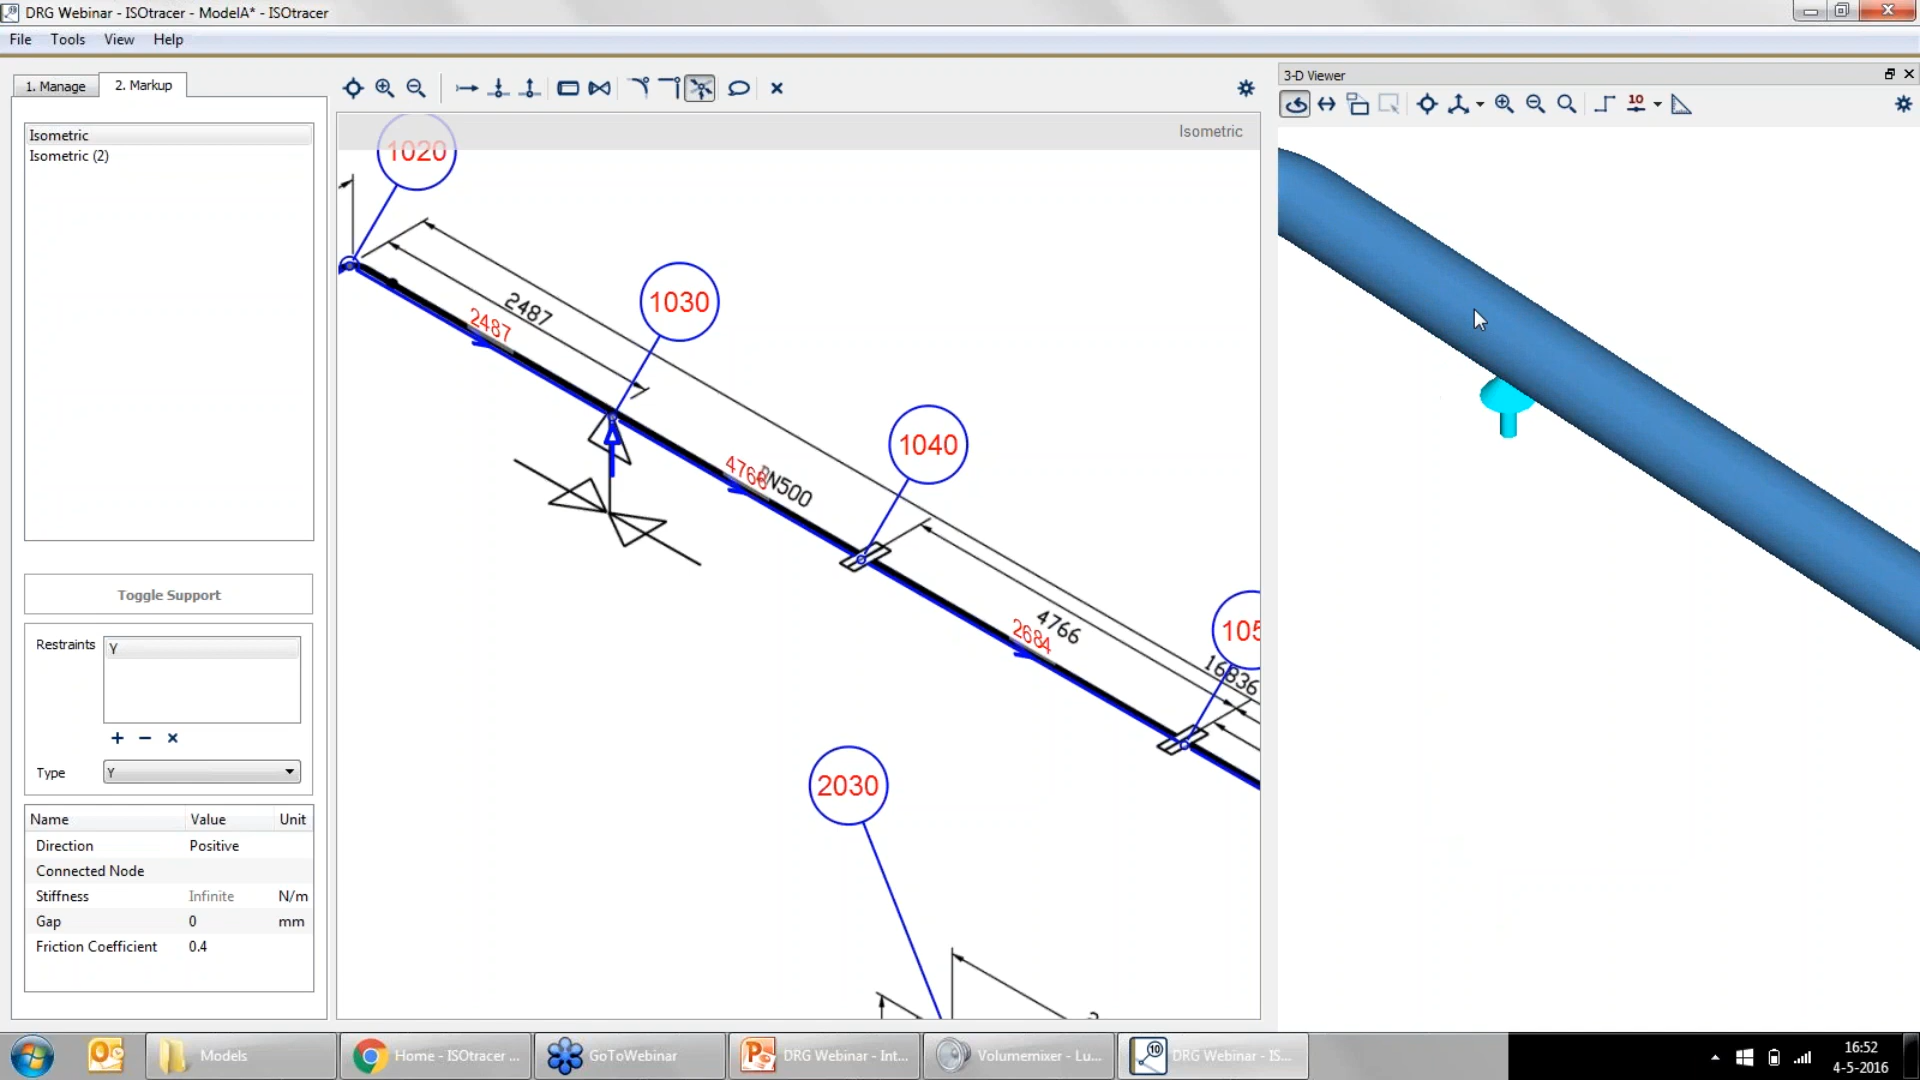 DRG Webinar - ISOtracer - ModelA* - ISOtracer
File Tools View Help
1. Manage 2. Markup
Isometric
Isometric (2)
Toggle Support
Restraints Y
Type Y
Name Value Unit
Direction Positive
Connected Node
Stiffness Infinite N/m
Gap 0 mm
Friction Coefficient 0.4
Isometric
1020
2487
2487
1030
4766
1040
4766
2684
16836
2030
3-D Viewer
10
Models
Home - ISOtracer ...
GoToWebinar
DRG Webinar - Int...
Volumemixer - Lu...
10
DRG Webinar - IS...
16:52
4-5-2016